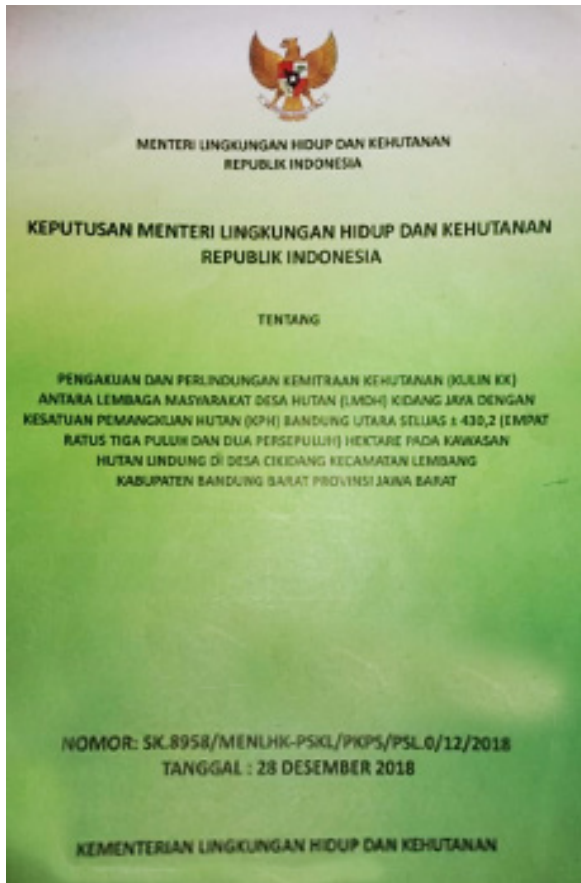 MENTERI LINGKUNGAN HIDUP DAN KEHUTANAN
REPUBLIK INDONESIA
KEPUTUSAN MENTERI LINGKUNGAN HIDUP DAN KEHUTANAN
REPUBLIK INDONESIA
TENTANG
PENGAKUAN DAN PERLINDUNGAN KEMITRAAN KEHUTANAN (KULIN KK)
ANTARA LEMBAGA MASYARAKAT DESA HUTAN (LMDH) KIDANG JAYA DENGAN
KESATUAN PEMANGKUAN HUTAN (KPH) BANDUNG UTARA SELUAS ± 430,2 (EMPAT
RATUS TIGA PULUH DAN DUA PERSEPULUH) HEKTARE PADA KAWASAN
HUTAN LINDUNG DI DESA CIKIDANG KECAMATAN LEMBANG
KABUPATEN BANDUNG BARAT PROVINSI JAWA BARAT
NOMOR: SK.8958/MENLHK-PSKL/PKPS/PSL.0/12/2018
TANGGAL : 28 DESEMBER 2018
KEMENTERIAN LINGKUNGAN HIDUP DAN KEHUTANAN